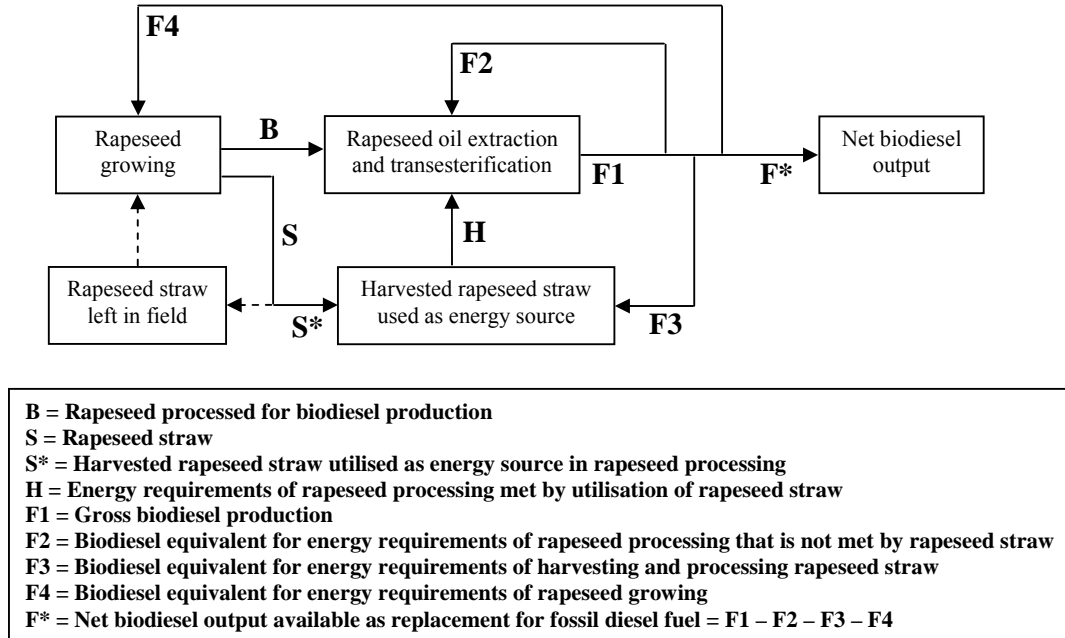 F4
F2
Rapeseed
growing
B
Rapeseed oil extraction
and transesterification
F1
F*
Net biodiesel
output
S
H
Rapeseed straw
left in field
S*
Harvested rapeseed straw
used as energy source
F3
B = Rapeseed processed for biodiesel production
S = Rapeseed straw
S* = Harvested rapeseed straw utilised as energy source in rapeseed processing
H = Energy requirements of rapeseed processing met by utilisation of rapeseed straw
F1 = Gross biodiesel production
F2 = Biodiesel equivalent for energy requirements of rapeseed processing that is not met by rapeseed straw
F3 = Biodiesel equivalent for energy requirements of harvesting and processing rapeseed straw
F4 = Biodiesel equivalent for energy requirements of rapeseed growing
F* = Net biodiesel output available as replacement for fossil diesel fuel = F1 – F2 – F3 – F4